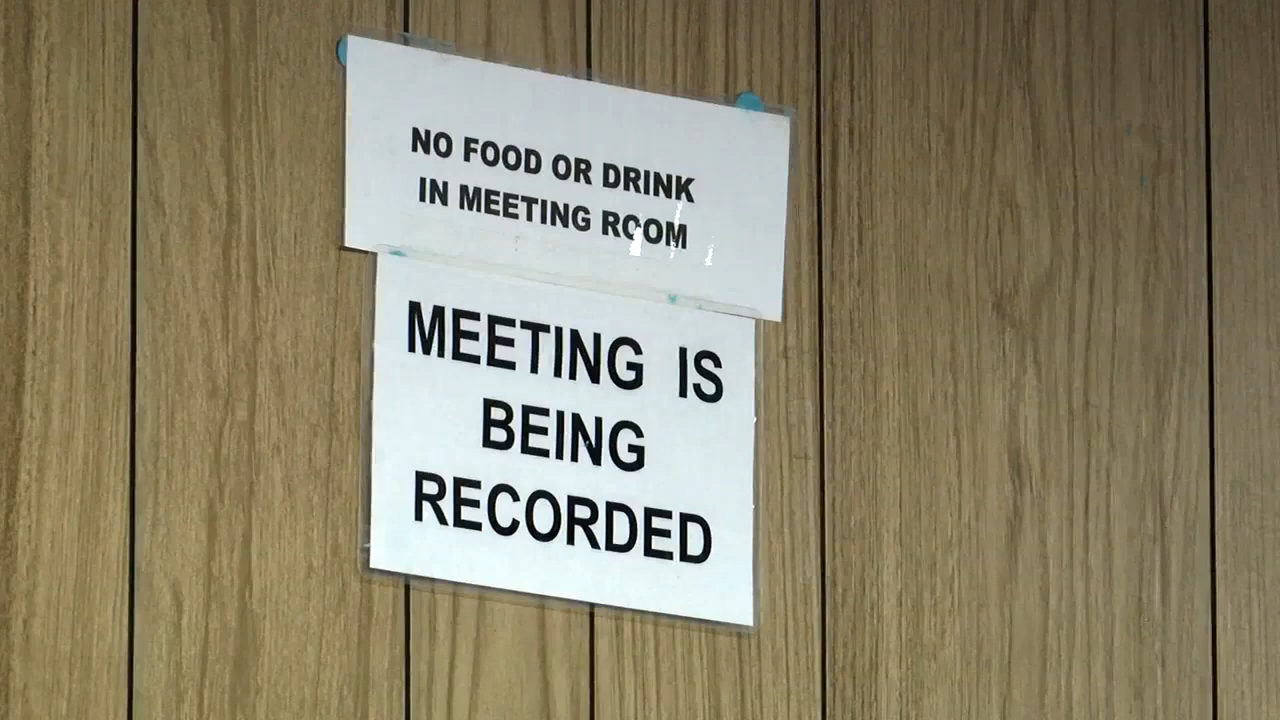 NO FOOD OR DRINK
IN MEETING ROOM
MEETING IS
BEING
RECORDED